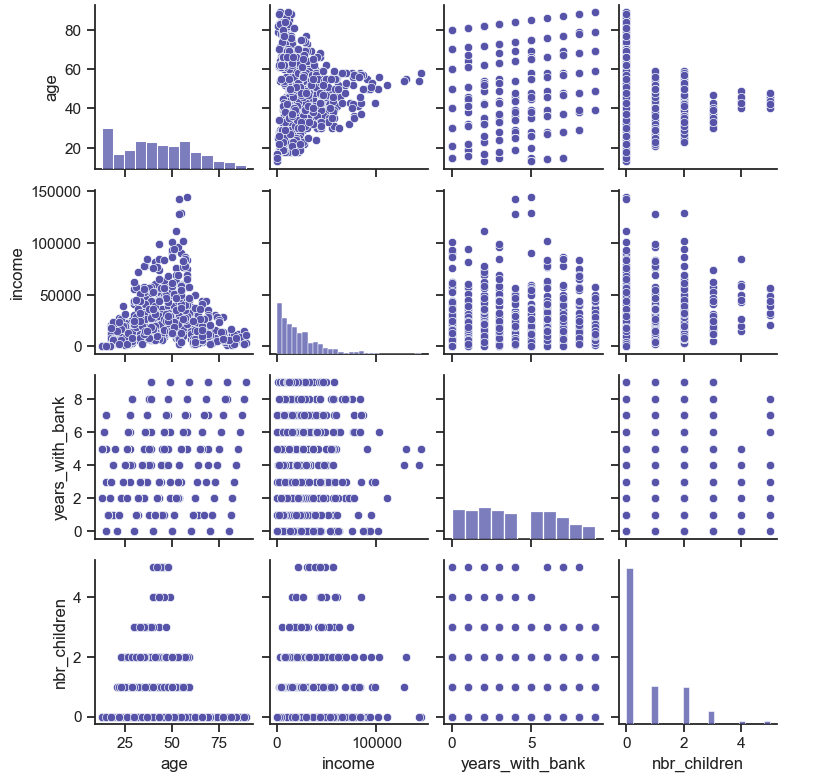 80
60
40
20
age
150000
100000
50000
0
income
8
6
4
2
0
years_with_bank
4
2
0
nbr_children
25 50 75
age
0 100000
income
0 5
years_with_bank
0 2 4
nbr_children